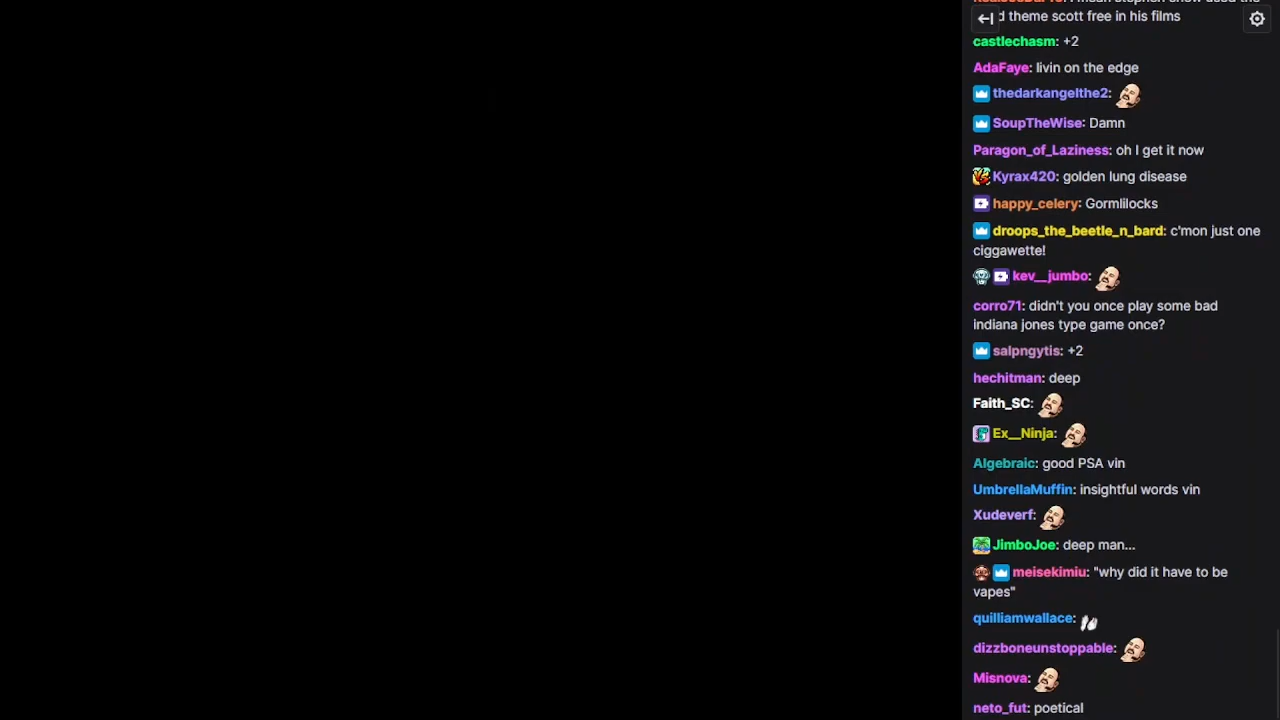 d theme scott free in his films
castlechasm: +2
AdaFaye: livin on the edge
thedarkangelthe2:
SoupTheWise: Damn
Paragon_of_Laziness: oh I get it now
Kyrax420: golden lung disease
happy_celery: Gormlilocks
droops_the_beetle_n_bard: c'mon just one
ciggawette!
kev__jumbo:
corro71: didn't you once play some bad
indiana jones type game once?
salpngytis: +2
hechitman: deep
Faith_SC:
Ex__Ninja:
Algebraic: good PSA vin
UmbrellaMuffin: insightful words vin
Xudeverf:
JimboJoe: deep man...
meisekimiu: "why did it have to be
vapes"
quilliamwallace:
dizzboneunstoppable:
Misnova:
neto_fut: poetical